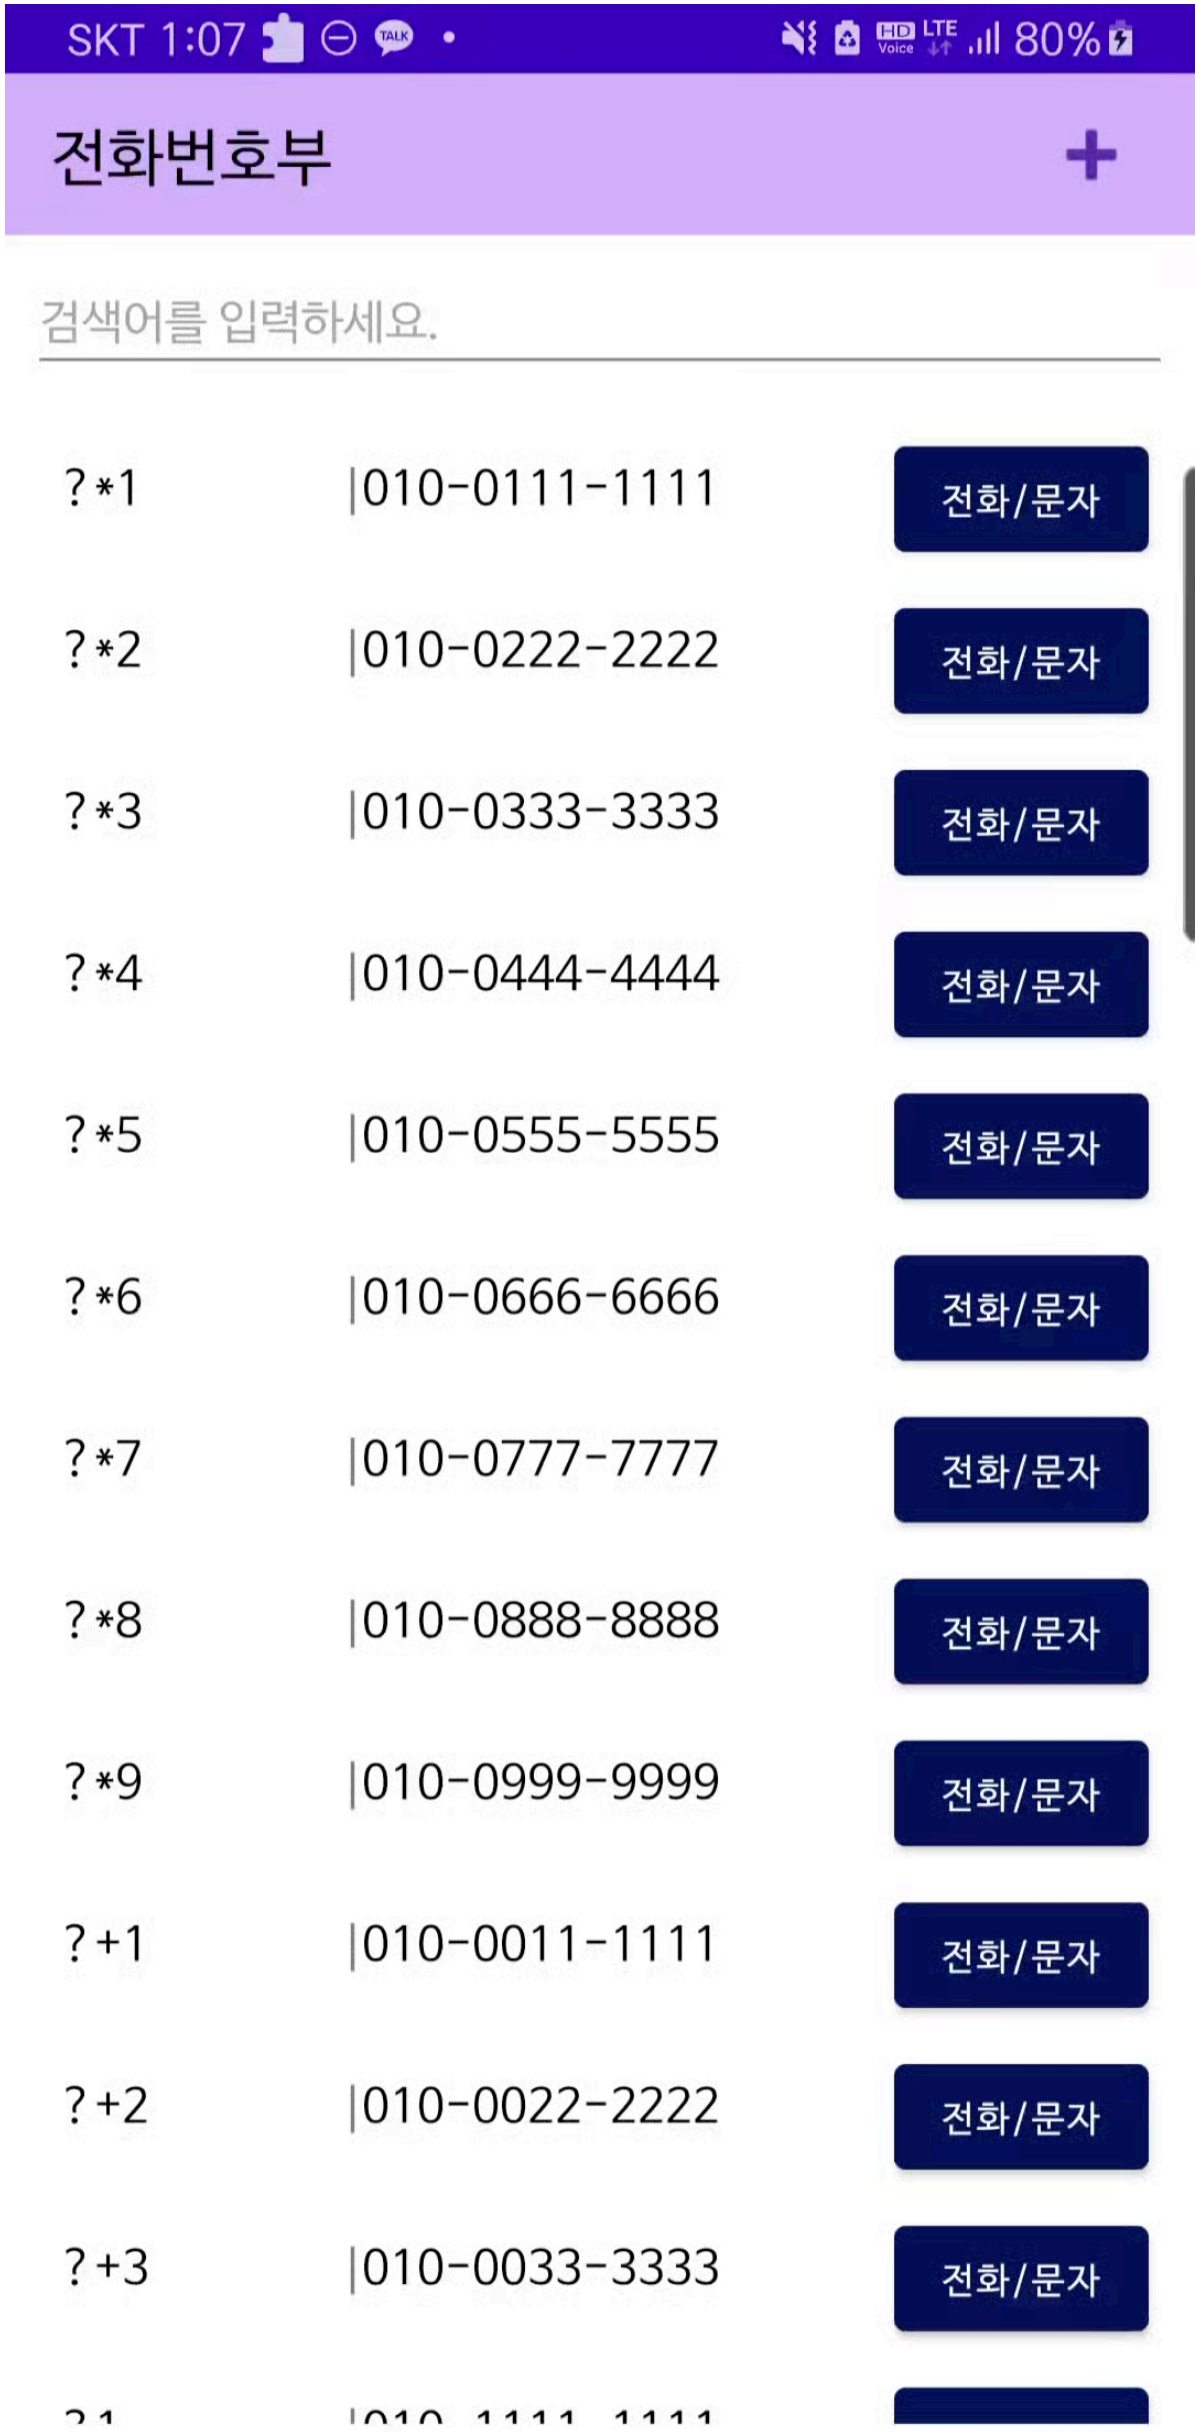 SKT 1:07 TALK HD Voice LTE 80%
전화번호부 +
검색어를 입력하세요.
?*1 |010-0111-1111 전화/문자
?*2 |010-0222-2222 전화/문자
?*3 |010-0333-3333 전화/문자
?*4 |010-0444-4444 전화/문자
?*5 |010-0555-5555 전화/문자
?*6 |010-0666-6666 전화/문자
?*7 |010-0777-7777 전화/문자
?*8 |010-0888-8888 전화/문자
?*9 |010-0999-9999 전화/문자
?+1 |010-0011-1111 전화/문자
?+2 |010-0022-2222 전화/문자
?+3 |010-0033-3333 전화/문자